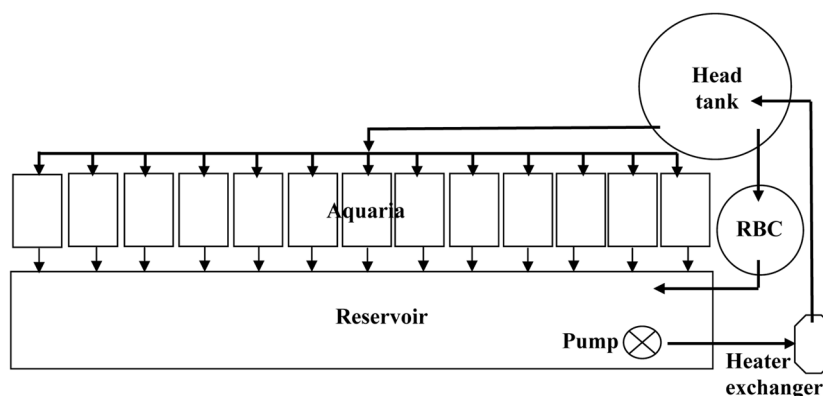 Head
tank
Aquaria
RBC
Reservoir
Pump
Heater
exchanger